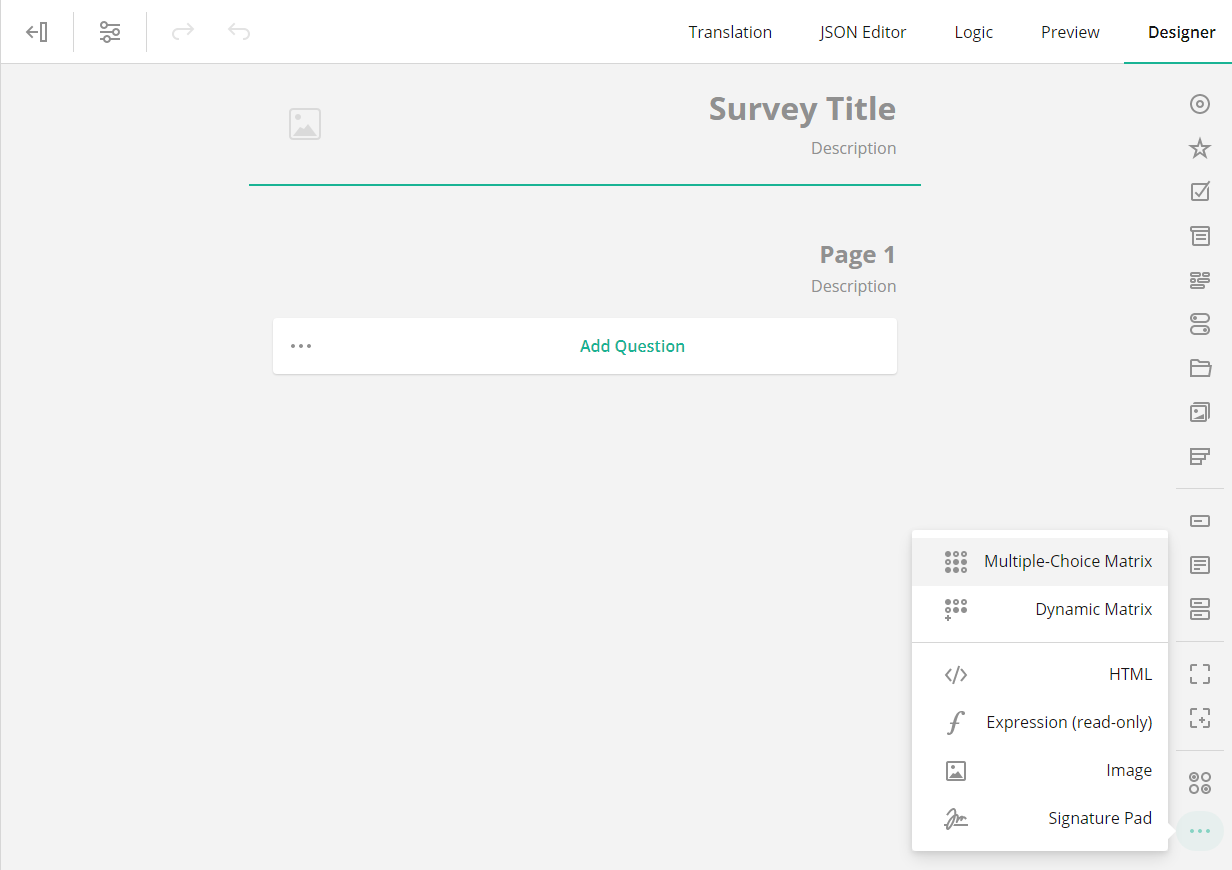 Designer
Preview
Logic
JSON Editor
Translation
Survey Title
Description
Page 1
Description
Add Question
Multiple-Choice Matrix
Dynamic Matrix
HTML
Expression (read-only)
Image
Signature Pad